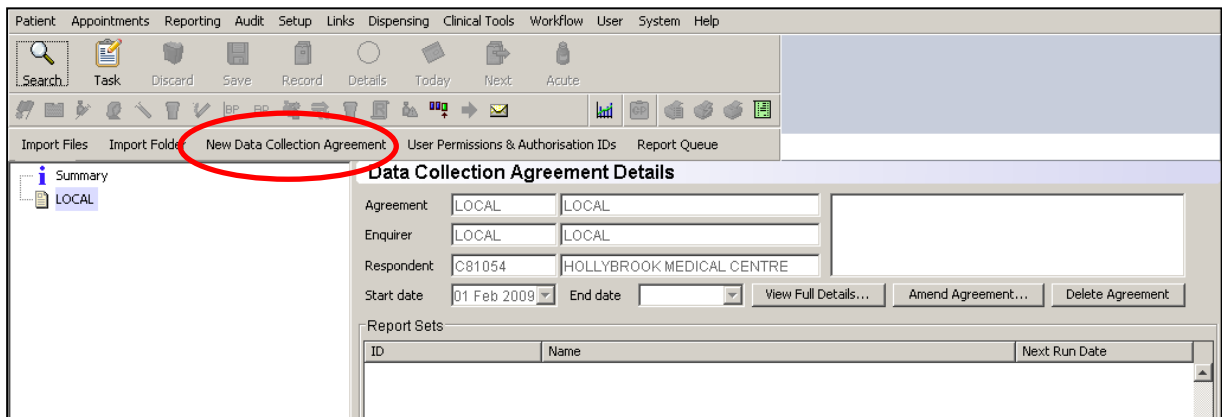 Patient Appointments Reporting Audit Setup Links Dispensing Clinical Tools Workflow User System Help
Search Task Discard Save Record Details Today Next Acute
BP
Import Files Import Folder New Data Collection Agreement User Permissions & Authorisation IDs Report Queue
Summary
LOCAL
Data Collection Agreement Details
Agreement LOCAL LOCAL
Enquirer LOCAL LOCAL
Respondent C81054 HOLLYBROOK MEDICAL CENTRE
Start date 01 Feb 2009 End date View Full Details... Amend Agreement... Delete Agreement
Report Sets
ID Name Next Run Date